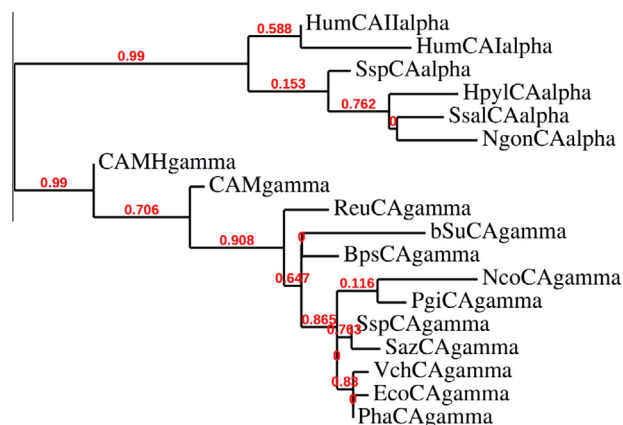 HumCAIIalpha
0.588
HumCAIalpha
0.99
SspCAalpha
0.153
0.762
HpylCAalpha
SsalCAalpha
0
NgonCAalpha
CAMHgamma
0.99
CAMgamma
0.706
ReuCAgamma
0.908
bSuCAgamma
0
BpsCAgamma
0.647
NcoCAgamma
0.116
PgiCAgamma
0.865
SspCAgamma
0.763
SazCAgamma
0
VchCAgamma
0.83
EcoCAgamma
0
PhaCAgamma